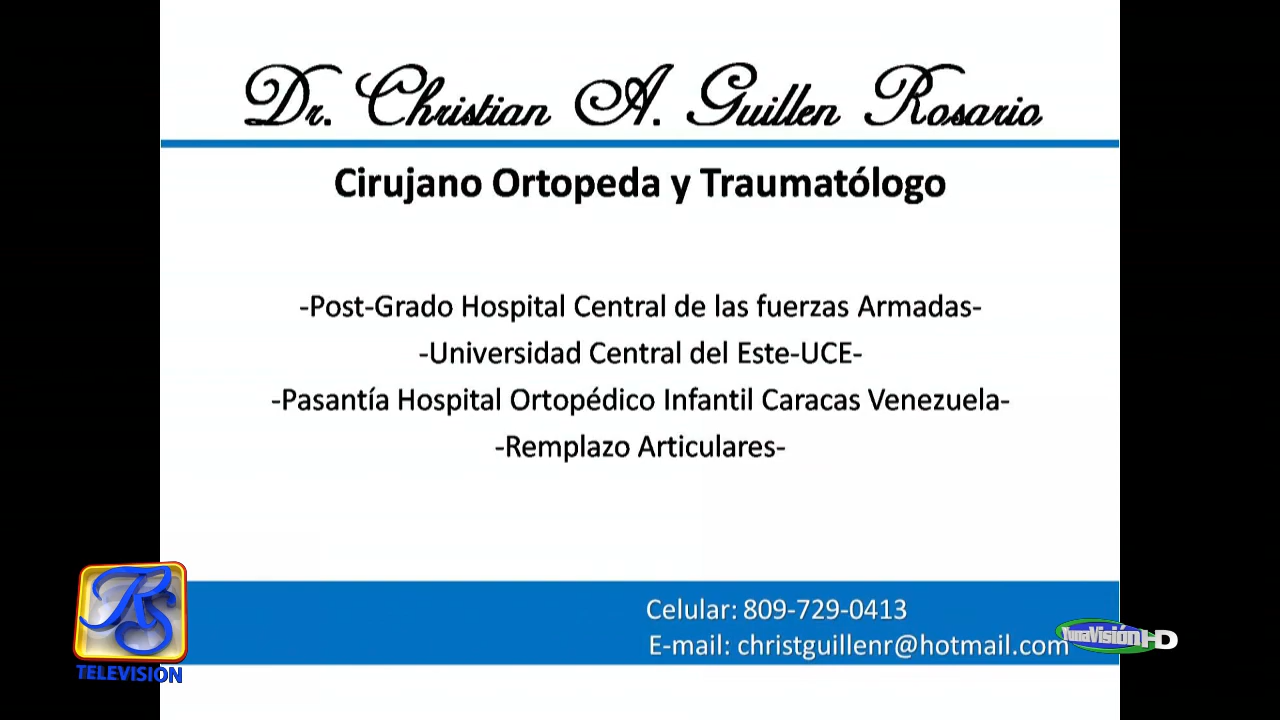 Dr. Christian A. Guillen Rosario
Cirujano Ortopeda y Traumatólogo
-Post-Grado Hospital Central de las fuerzas Armadas-
-Universidad Central del Este-UCE-
-Pasantía Hospital Ortopédico Infantil Caracas Venezuela-
-Remplazo Articulares-
Celular: 809-729-0413
E-mail: christguillenr@hotmail.com
RS
TELEVISION
TunaVisión HD